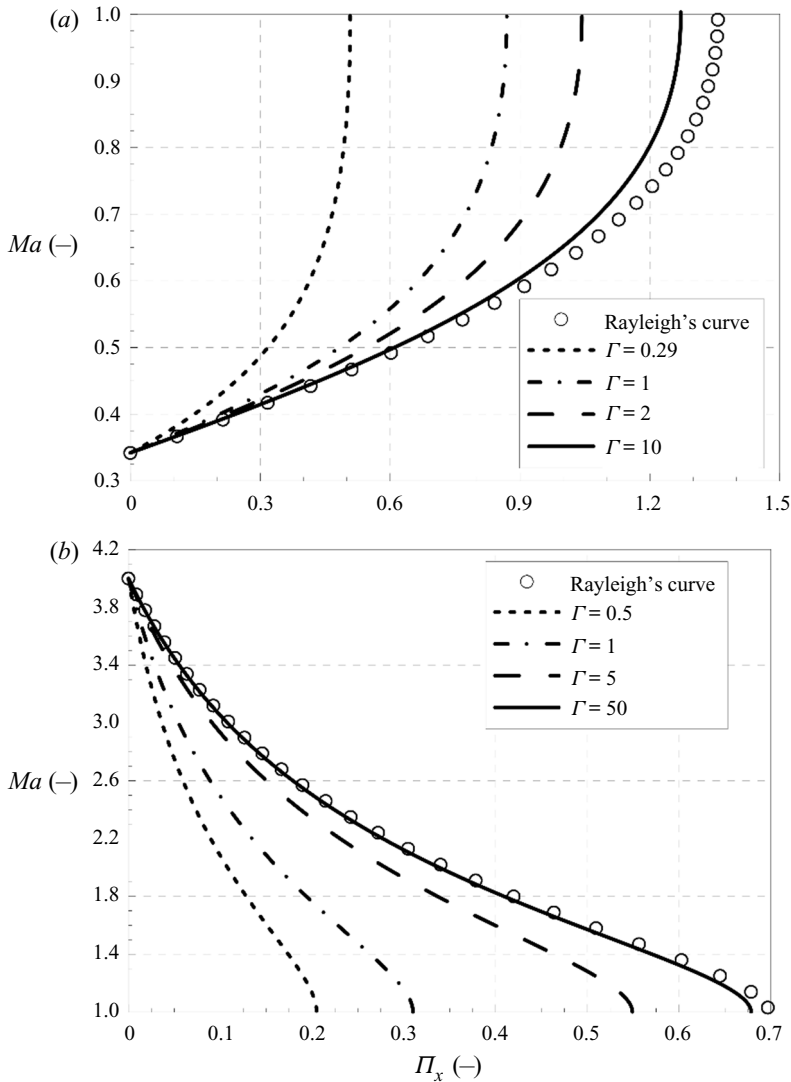 (a)
1.0
0.9
0.8
0.7
Ma (–)
0.6
0.5
0.4
0.3
0 0.3 0.6 0.9 1.2 1.5
Rayleigh's curve
Γ = 0.29
Γ = 1
Γ = 2
Γ = 10
(b)
4.2
3.8
3.4
3.0
Ma (–)
2.6
2.2
1.8
1.4
1.0
0 0.1 0.2 0.3 0.4 0.5 0.6 0.7
Rayleigh's curve
Γ = 0.5
Γ = 1
Γ = 5
Γ = 50
Πx (–)